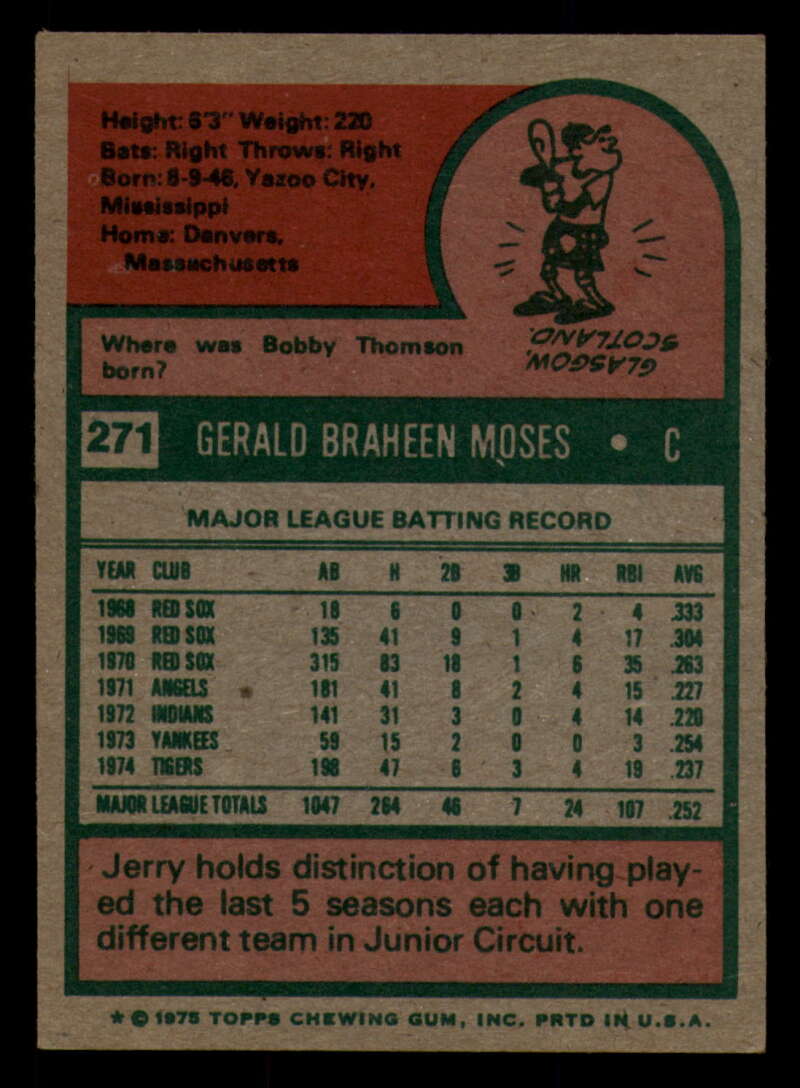 Height: 6'3" Weight: 220
Bats: Right Throws: Right
Born: 8-9-46, Yazoo City,
Mississippi
Home: Danvers,
Massachusetts
Where was Bobby Thomson
born?
GLASGOW,
SCOTLAND.
271 GERALD BRAHEEN MOSES • C
MAJOR LEAGUE BATTING RECORD
YEAR CLUB AB H 2B 3B HR RBI AVG
1968 RED SOX 18 6 0 0 2 4 .333
1969 RED SOX 135 41 9 1 4 17 .304
1970 RED SOX 315 83 18 1 6 35 .263
1971 ANGELS 181 41 8 2 4 15 .227
1972 INDIANS 141 31 3 0 4 14 .220
1973 YANKEES 59 15 2 0 0 3 .254
1974 TIGERS 198 47 6 3 4 19 .237
MAJOR LEAGUE TOTALS 1047 264 46 7 24 107 .252
Jerry holds distinction of having play-
ed the last 5 seasons each with one
different team in Junior Circuit.
★ © 1975 TOPPS CHEWING GUM, INC. PRTD IN U.S.A.